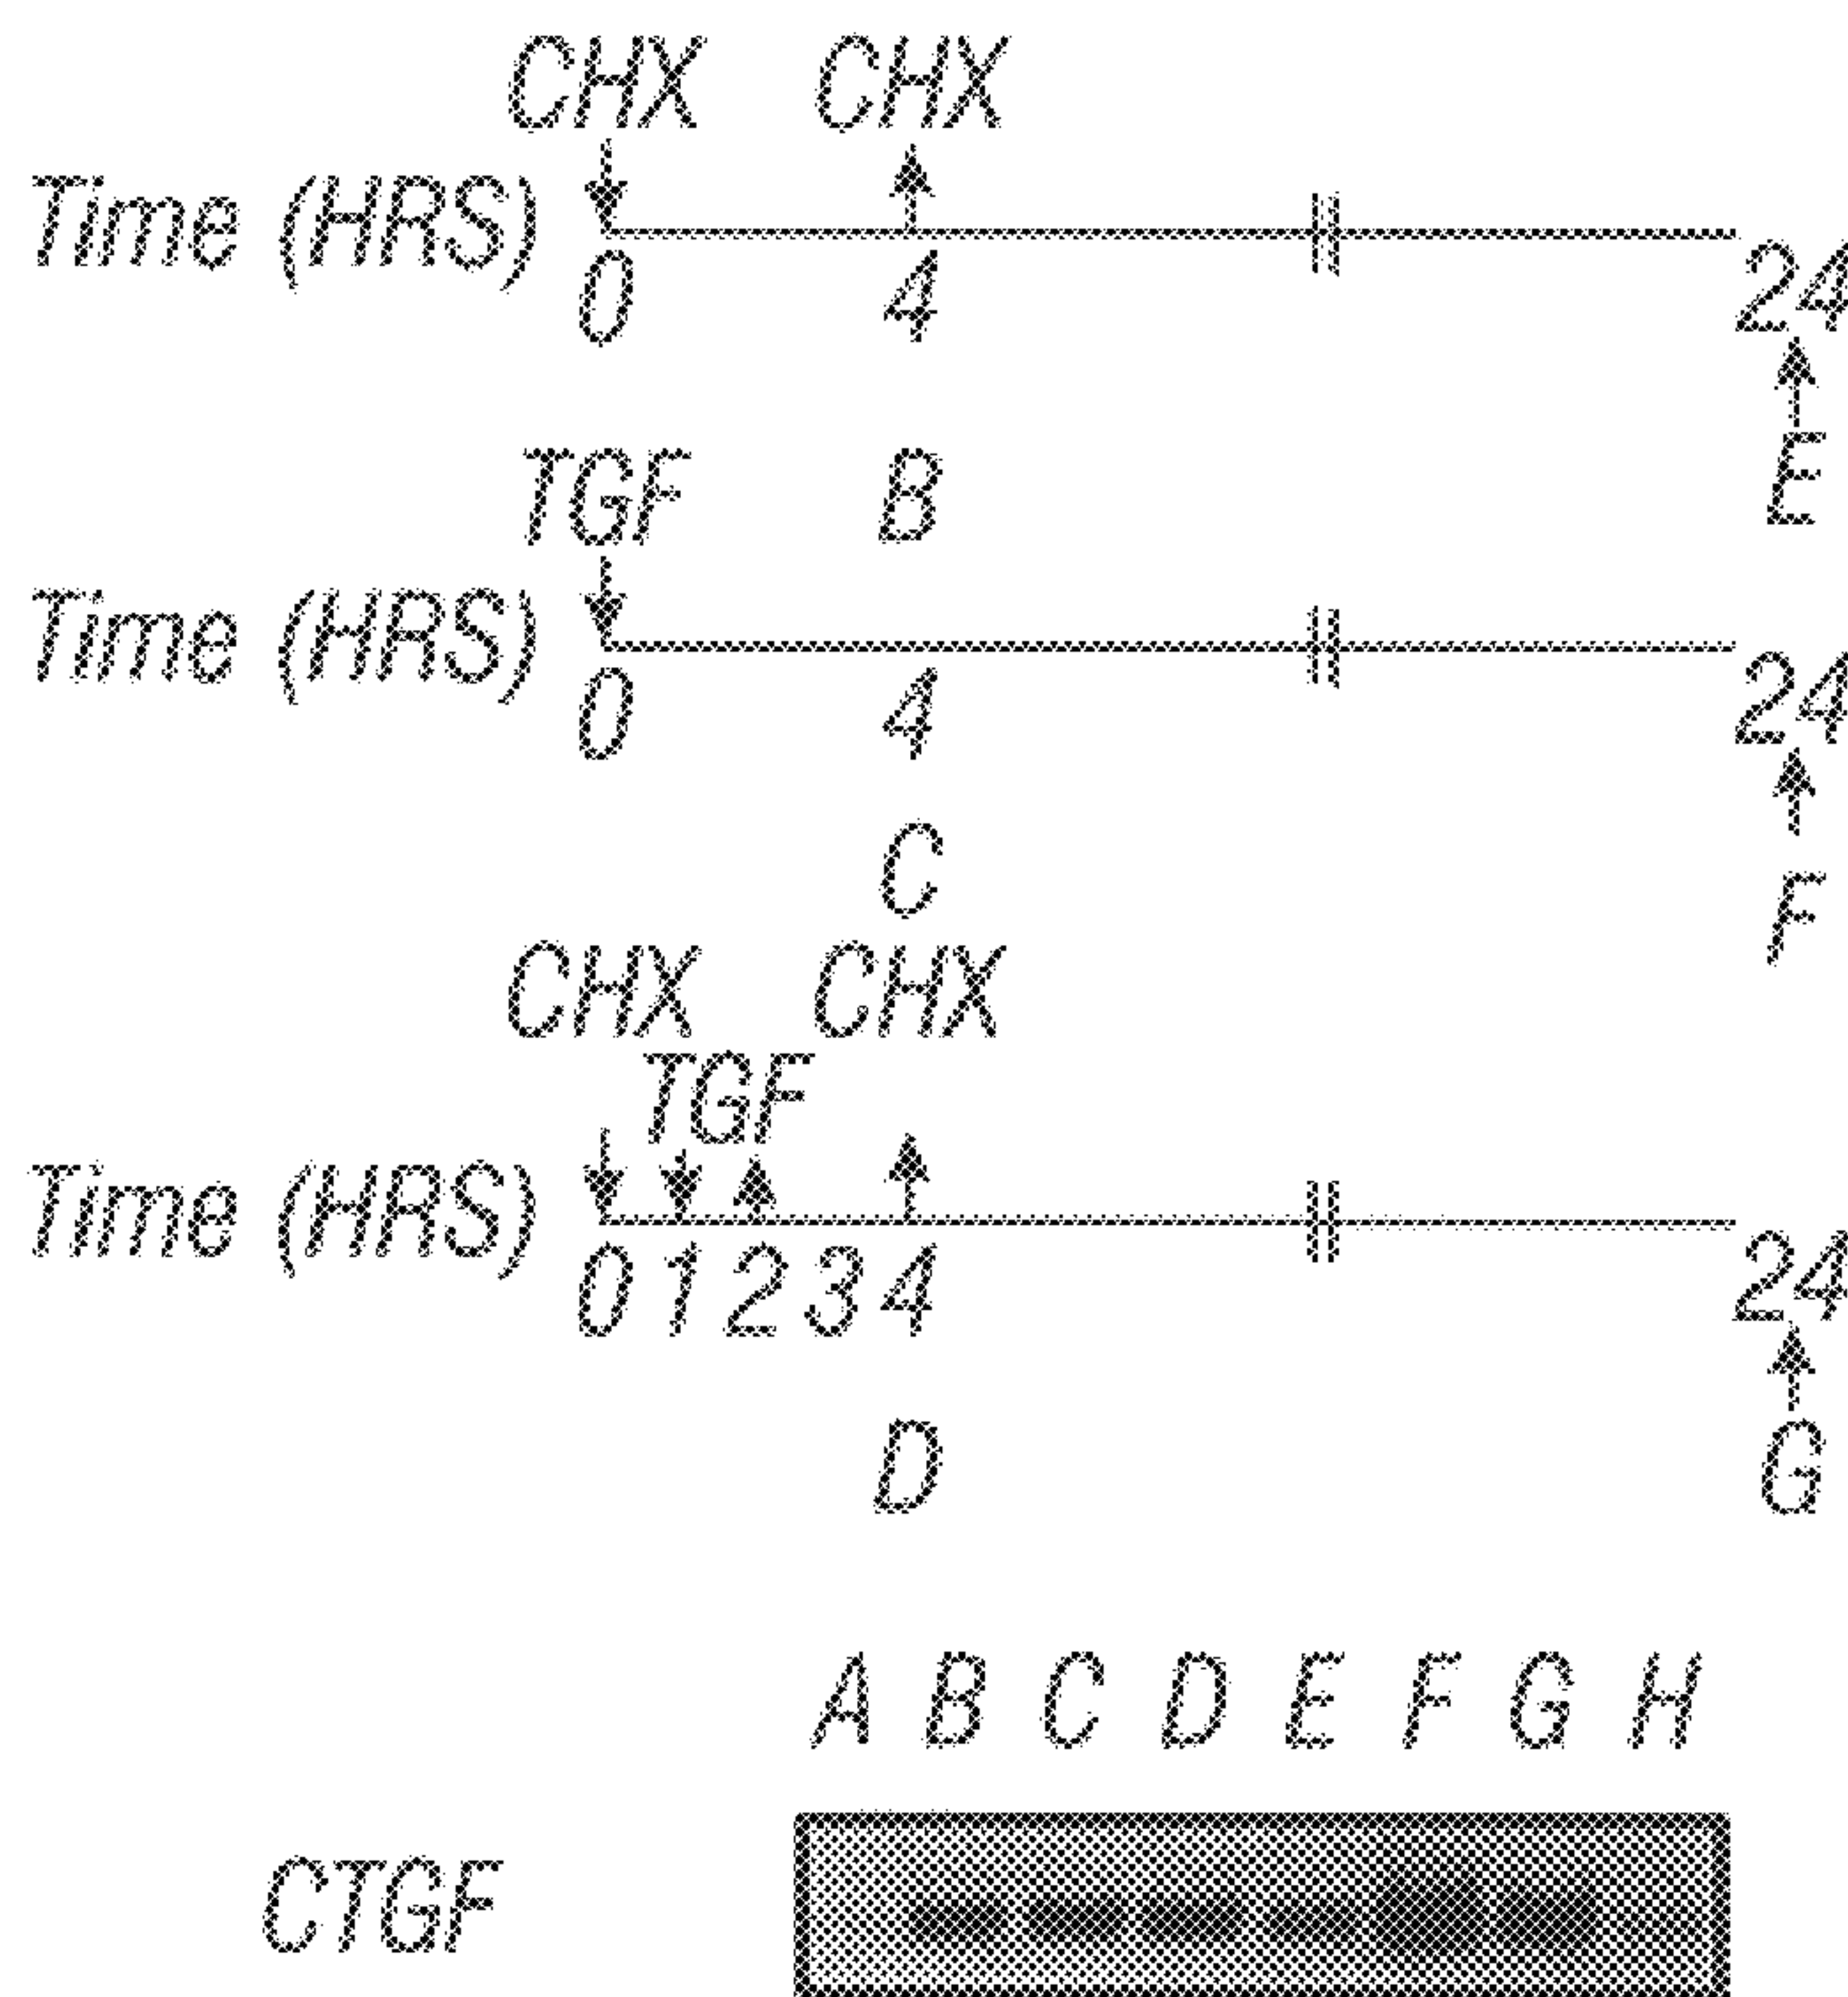 CHX CHX
Time (HRS)
0 4 24
E
TGF B
Time (HRS)
0 4 24
C F
CHX CHX
TGF
Time (HRS)
0 1 2 3 4 24
D G
A B C D E F G H
CTGF